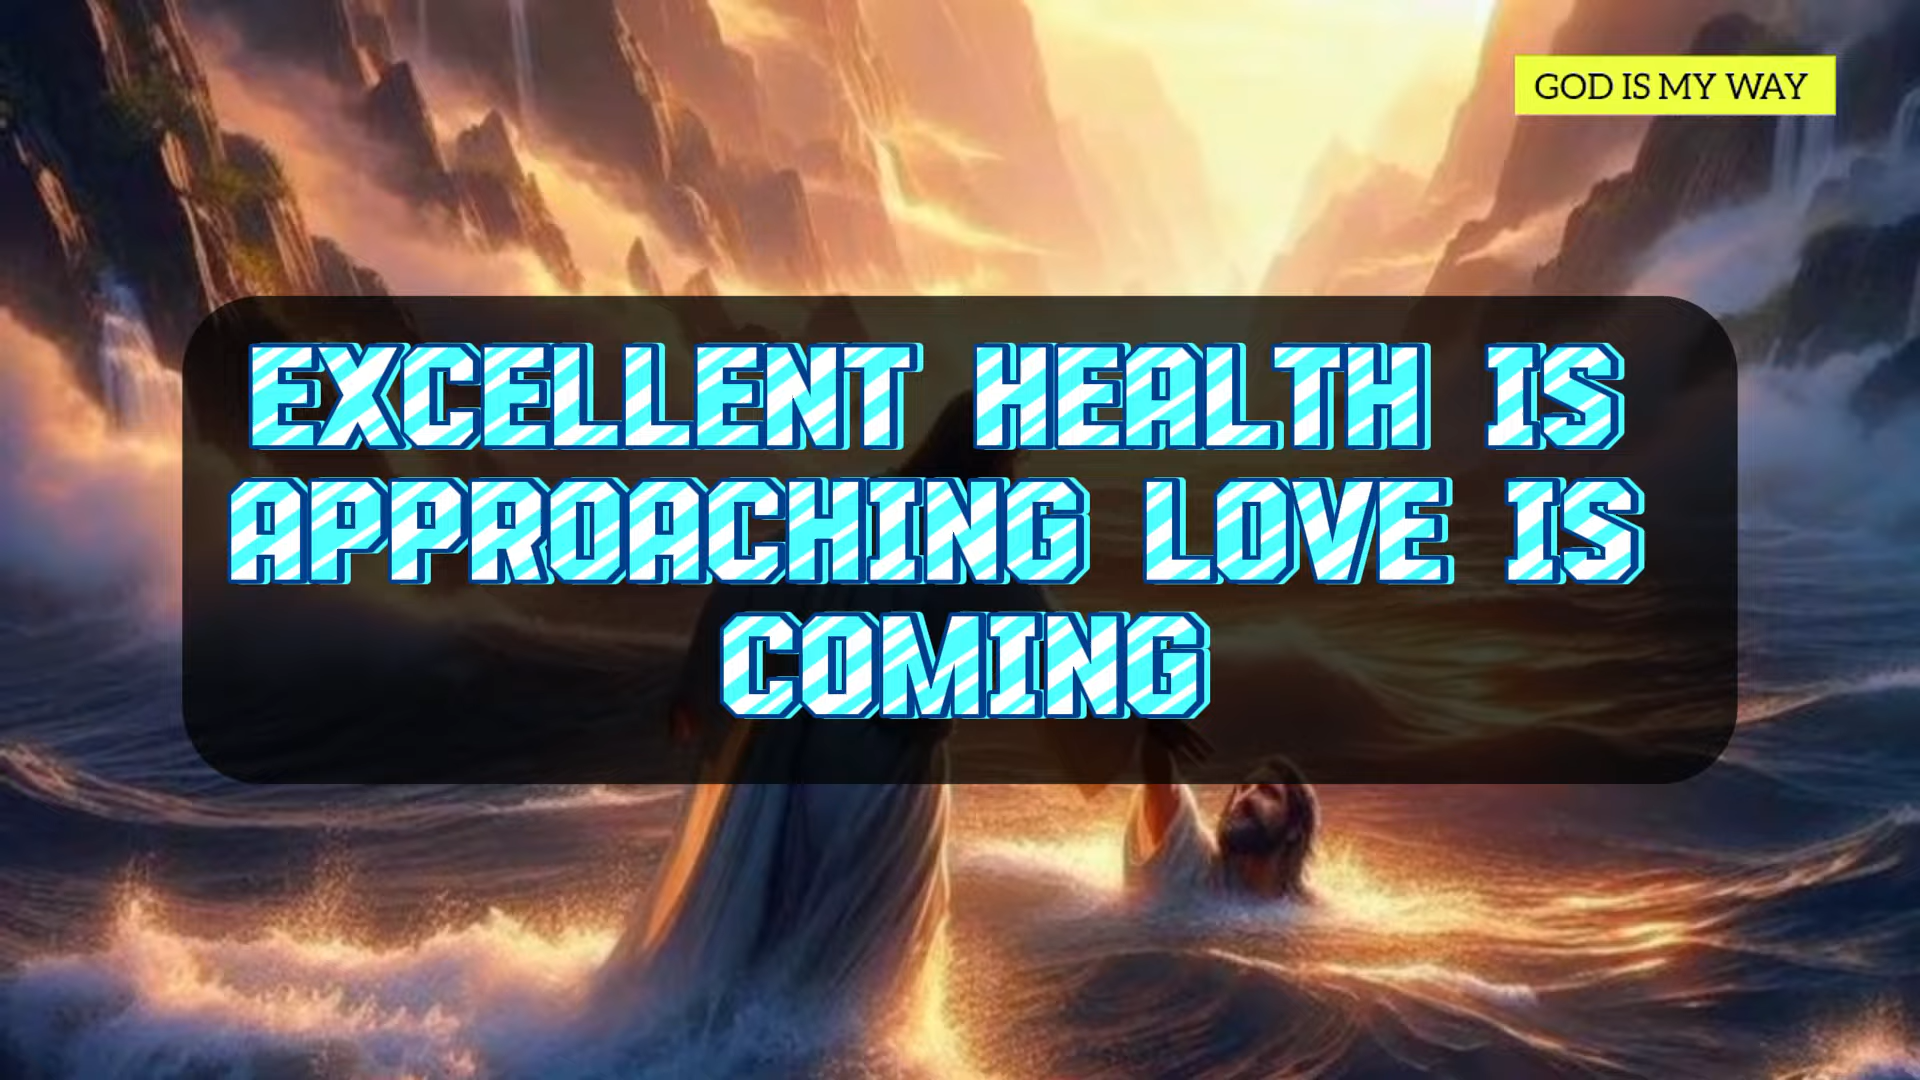 GOD IS MY WAY
EXCELLENT HEALTH IS
APPROACHING LOVE IS
COMING